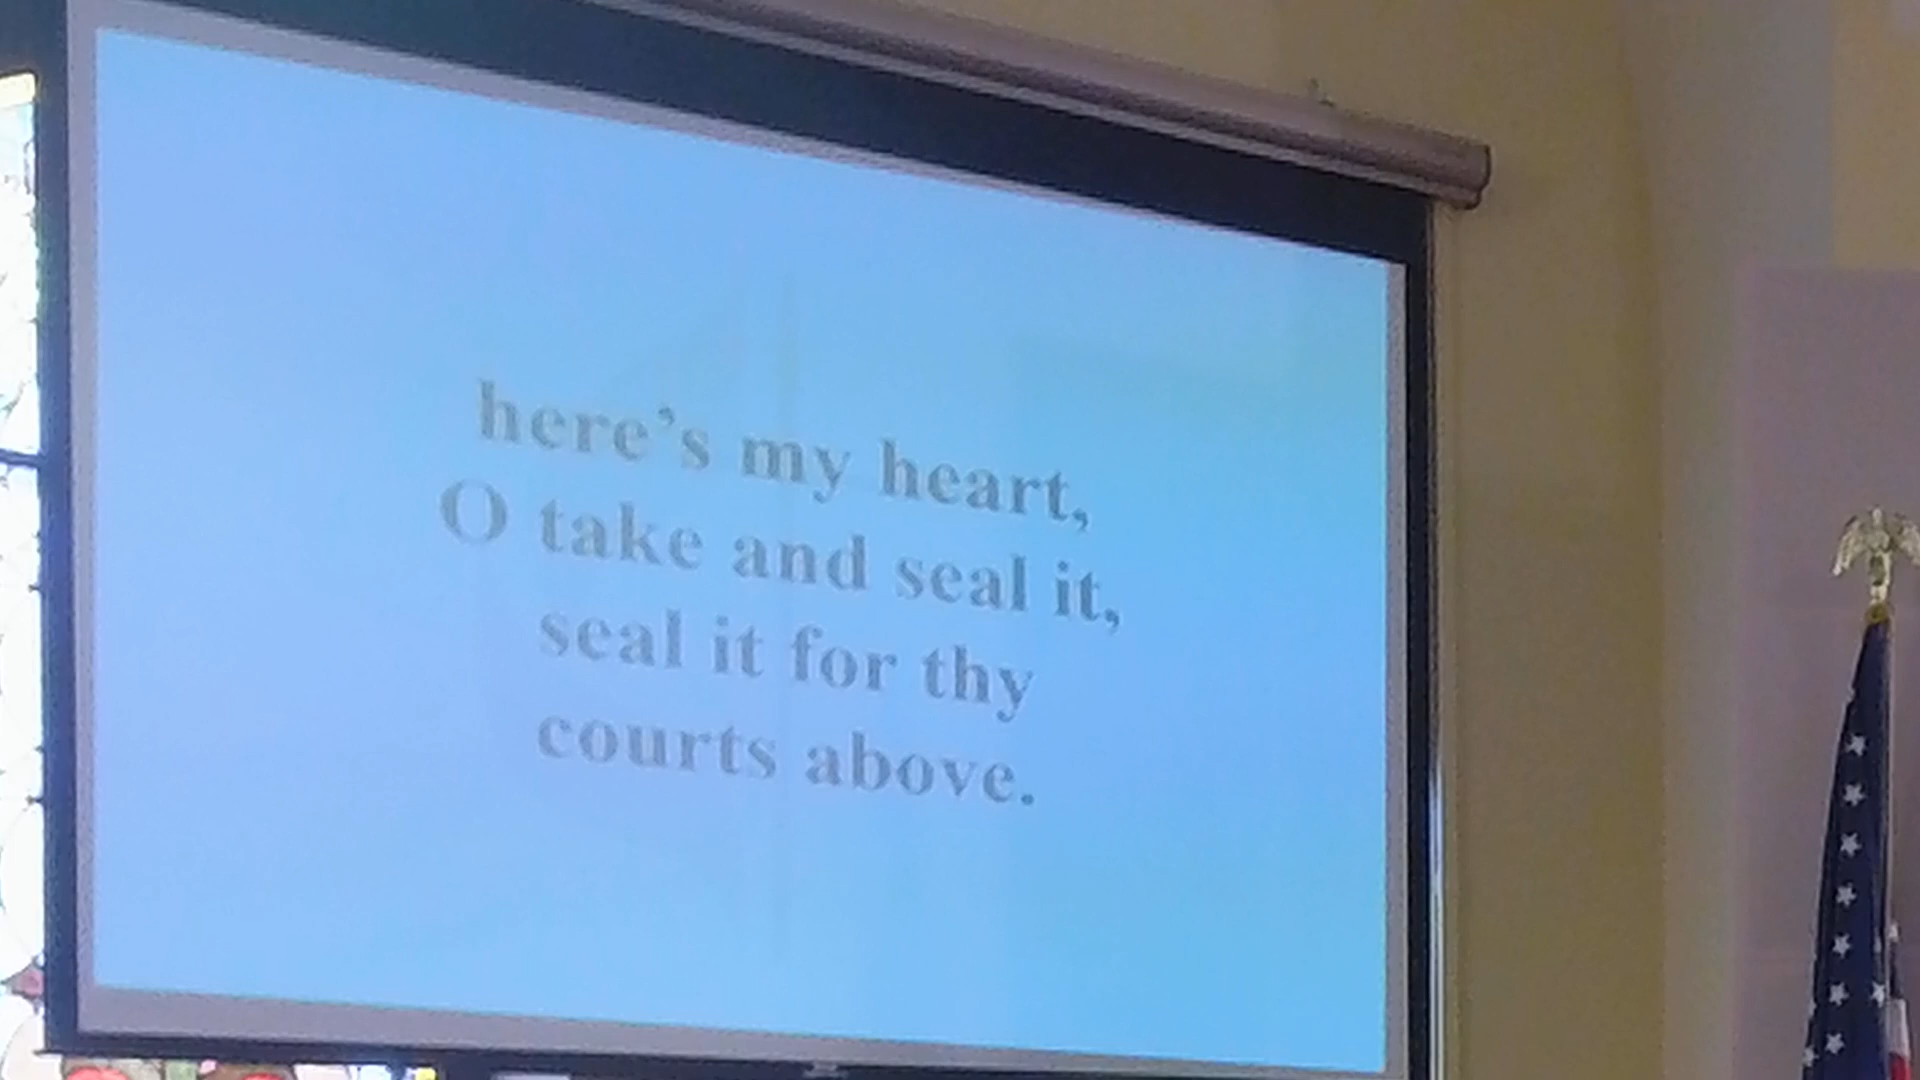 here's my heart,
O take and seal it,
seal it for thy
courts above.